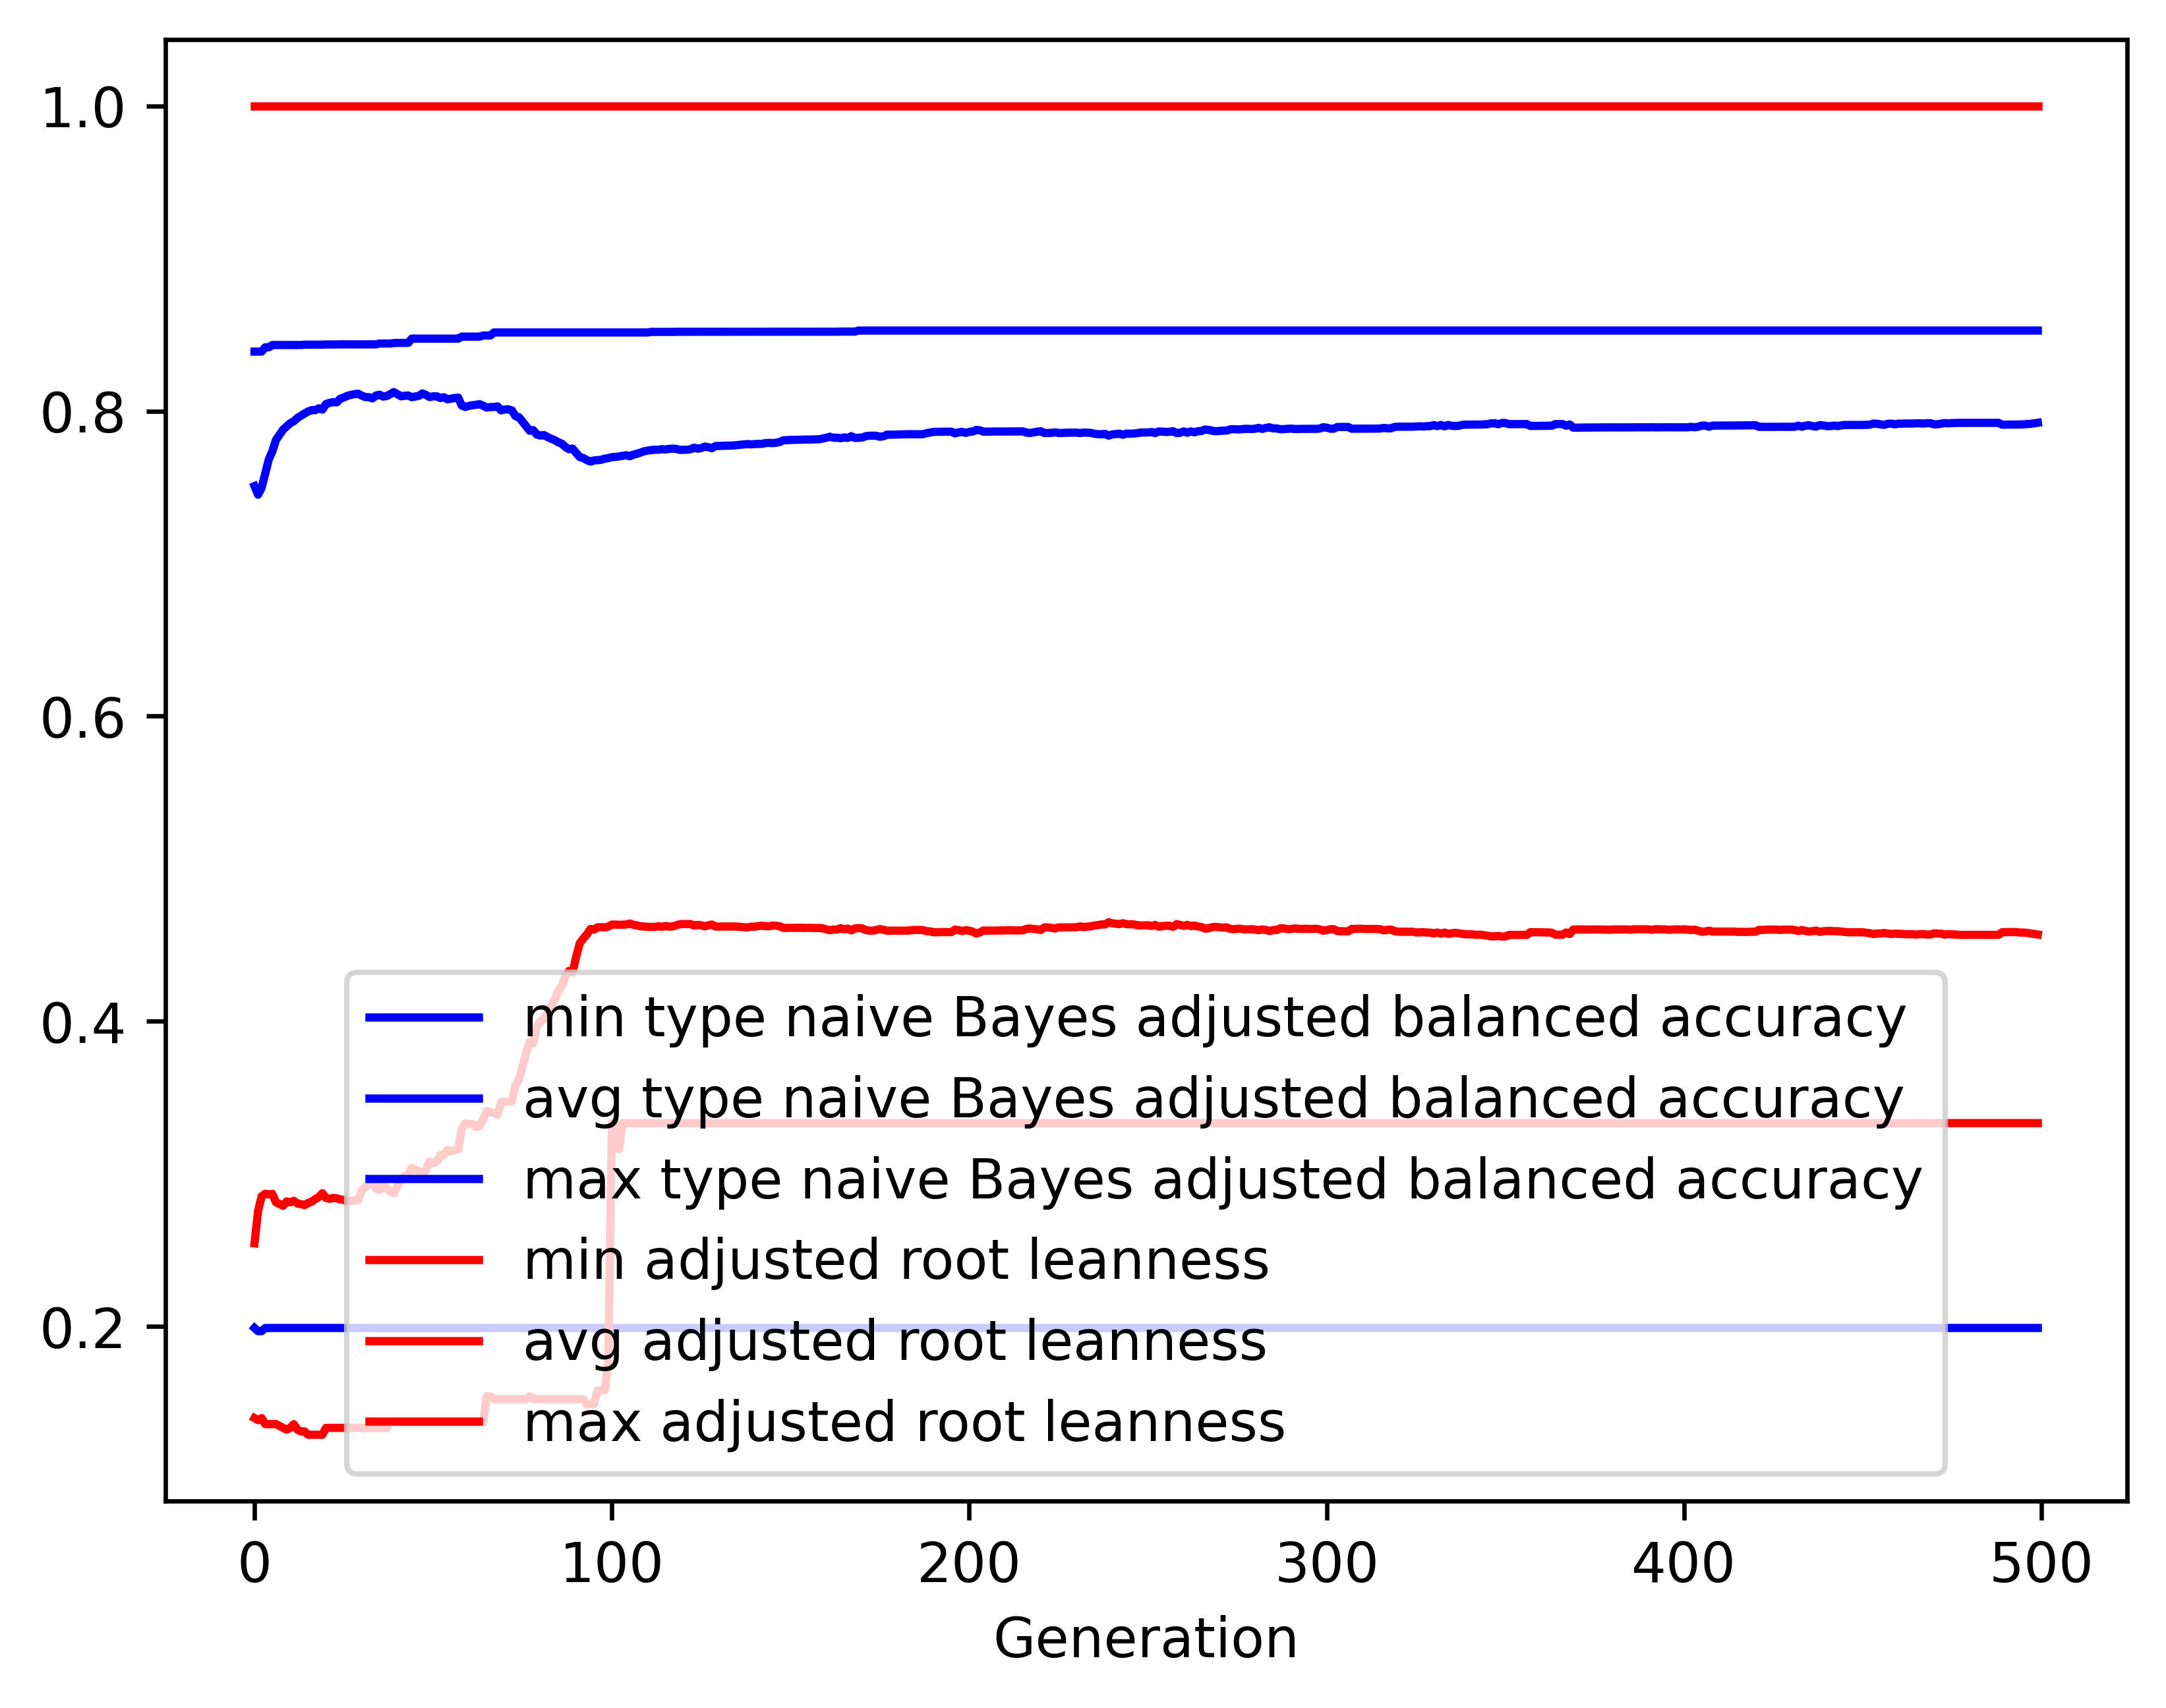 1.0
0.8
0.6
0.4
0.2
min type naive Bayes adjusted balanced accuracy
avg type naive Bayes adjusted balanced accuracy
max type naive Bayes adjusted balanced accuracy
min adjusted root leanness
avg adjusted root leanness
max adjusted root leanness
0 100 200 300 400 500
Generation